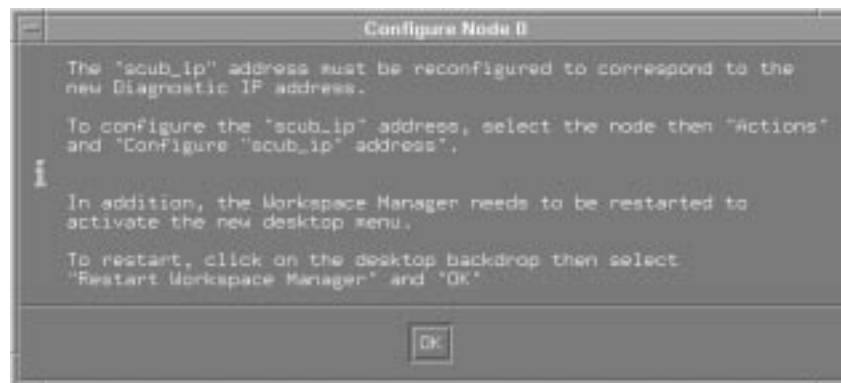 Configure Node 0
The "scub_ip" address must be reconfigured to correspond to the
new Diagnostic IP address.
To configure the "scub_ip" address, select the node then "Actions"
and "Configure "scub_ip" address".
In addition, the Workspace Manager needs to be restarted to
activate the new desktop menu.
To restart, click on the desktop backdrop then select
"Restart Workspace Manager" and "OK"
OK